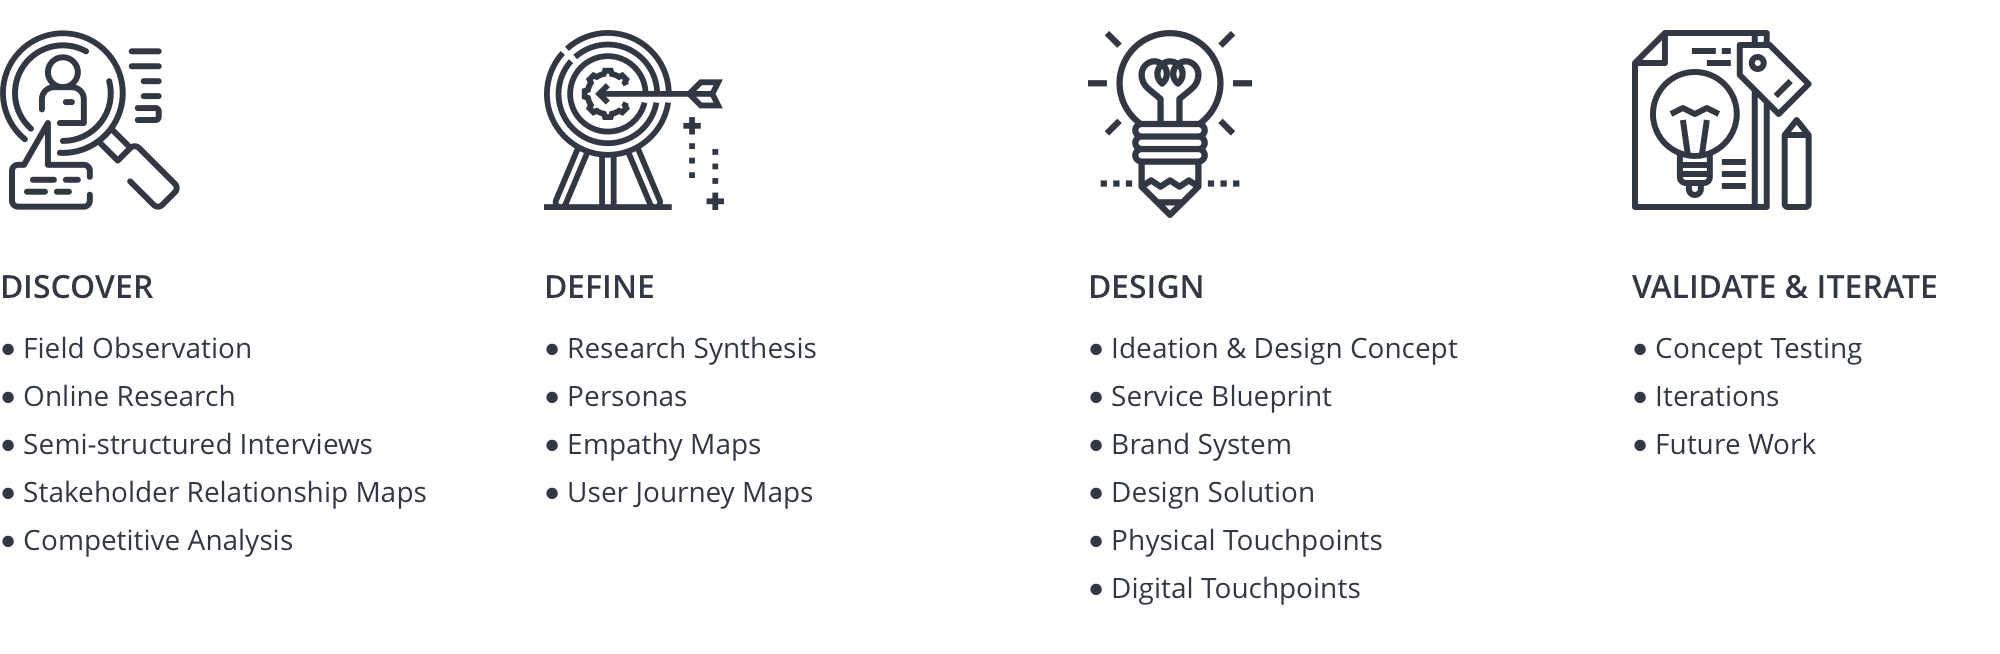 DISCOVER
• Field Observation
• Online Research
• Semi-structured Interviews
• Stakeholder Relationship Maps
• Competitive Analysis
DEFINE
• Research Synthesis
• Personas
• Empathy Maps
• User Journey Maps
DESIGN
• Ideation & Design Concept
• Service Blueprint
• Brand System
• Design Solution
• Physical Touchpoints
• Digital Touchpoints
VALIDATE & ITERATE
• Concept Testing
• Iterations
• Future Work